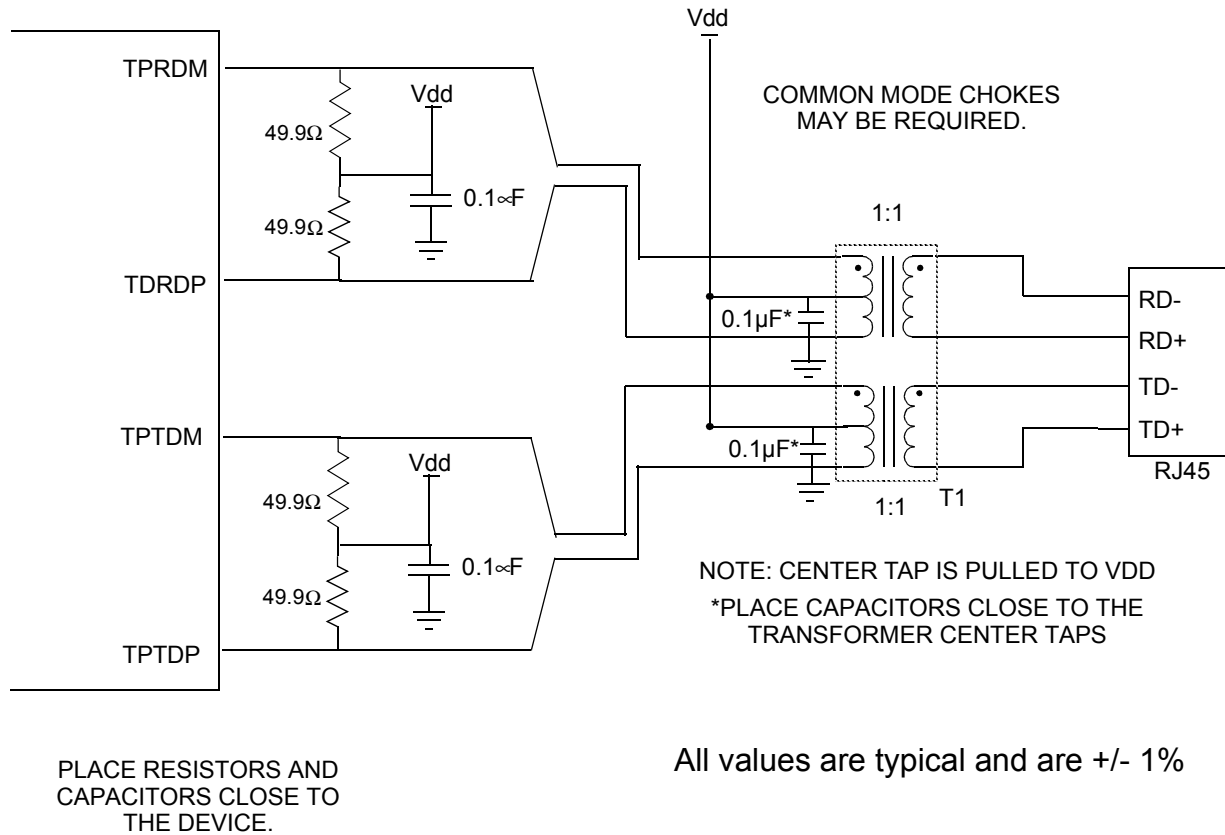 Vdd
TPRDM
Vdd
COMMON MODE CHOKES
MAY BE REQUIRED.
49.9Ω
0.1∝F
1:1
49.9Ω
TDRDP
RD-
0.1µF*
RD+
TD-
TPTDM
TD+
Vdd
0.1µF*
RJ45
49.9Ω
1:1
T1
0.1∝F
NOTE: CENTER TAP IS PULLED TO VDD
49.9Ω
*PLACE CAPACITORS CLOSE TO THE
TRANSFORMER CENTER TAPS
TPTDP
All values are typical and are +/- 1%
PLACE RESISTORS AND
CAPACITORS CLOSE TO
THE DEVICE.